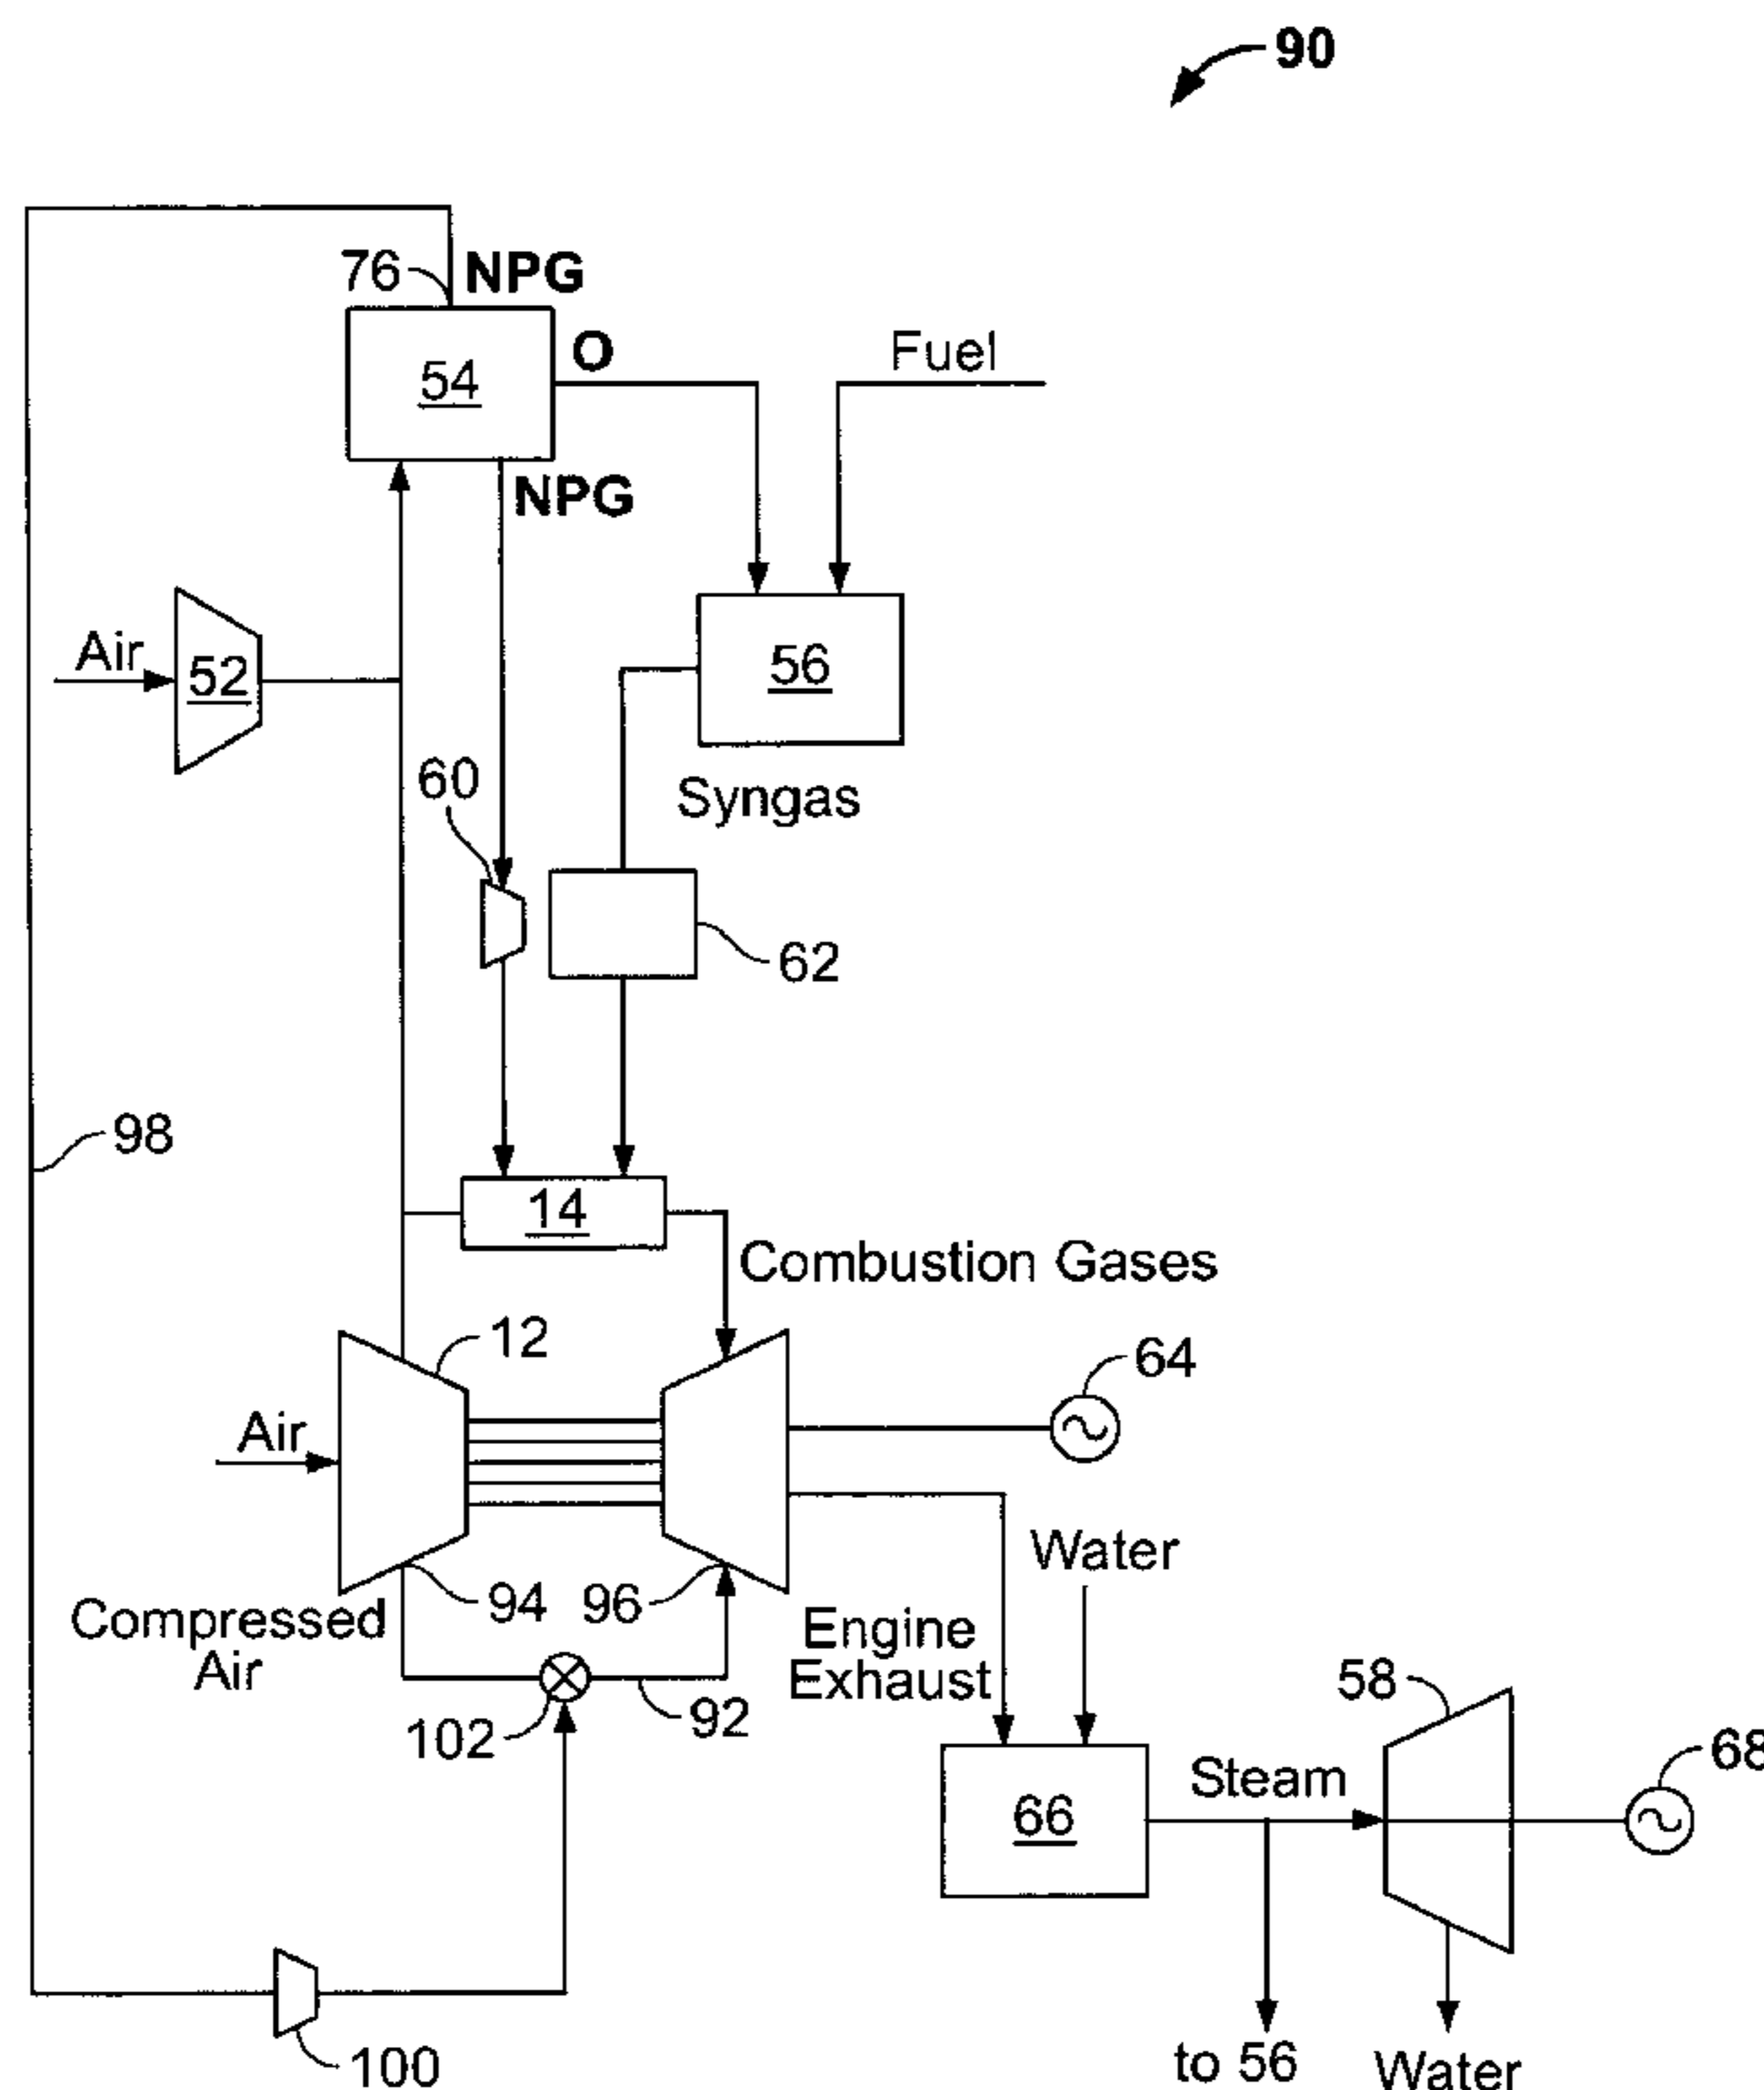 90
76
NPG
O
Fuel
54
NPG
Air
52
56
60
Syngas
62
98
14
Combustion Gases
12
64
Air
Water
94
96
Compressed
Air
Engine
Exhaust
58
102
92
68
Steam
66
100
to 56
Water